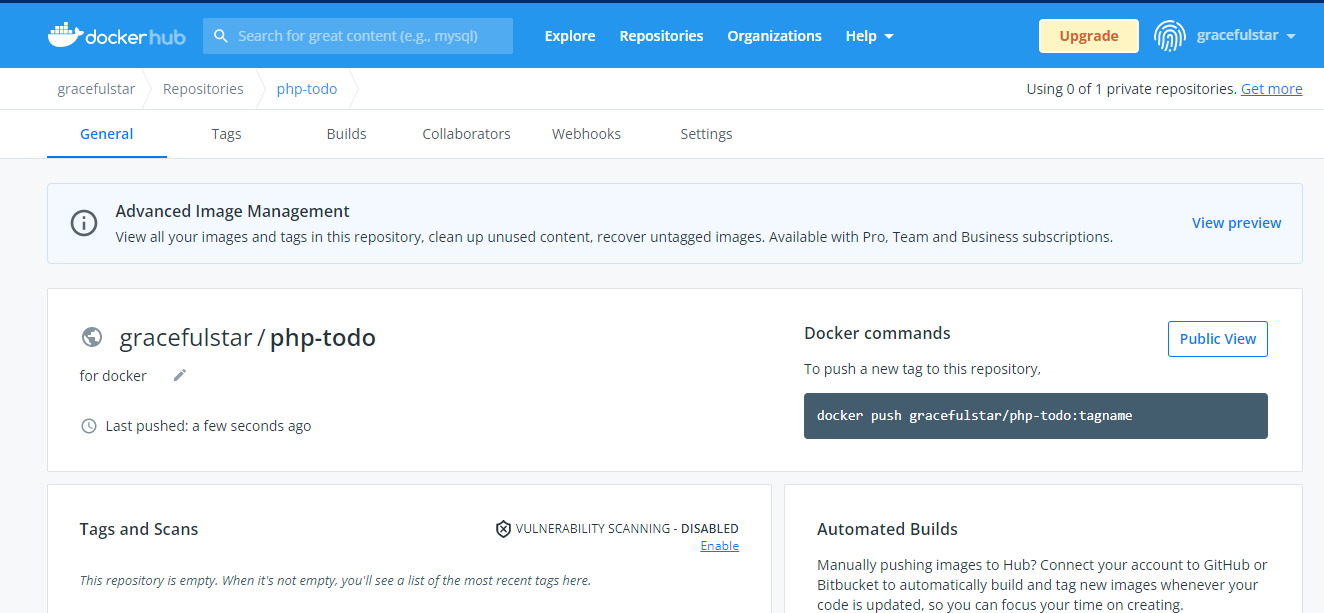 dockerhub
Search for great content (e.g., mysql)
Explore
Repositories
Organizations
Help
Upgrade
gracefulstar
gracefulstar
Repositories
php-todo
Using 0 of 1 private repositories. Get more
General
Tags
Builds
Collaborators
Webhooks
Settings
Advanced Image Management
View all your images and tags in this repository, clean up unused content, recover untagged images. Available with Pro, Team and Business subscriptions.
View preview
gracefulstar / php-todo
for docker
Last pushed: a few seconds ago
Docker commands
Public View
To push a new tag to this repository,
docker push gracefulstar/php-todo:tagname
Tags and Scans
VULNERABILITY SCANNING - DISABLED
Enable
This repository is empty. When it's not empty, you'll see a list of the most recent tags here.
Automated Builds
Manually pushing images to Hub? Connect your account to GitHub or
Bitbucket to automatically build and tag new images whenever your
code is updated, so you can focus your time on creating.